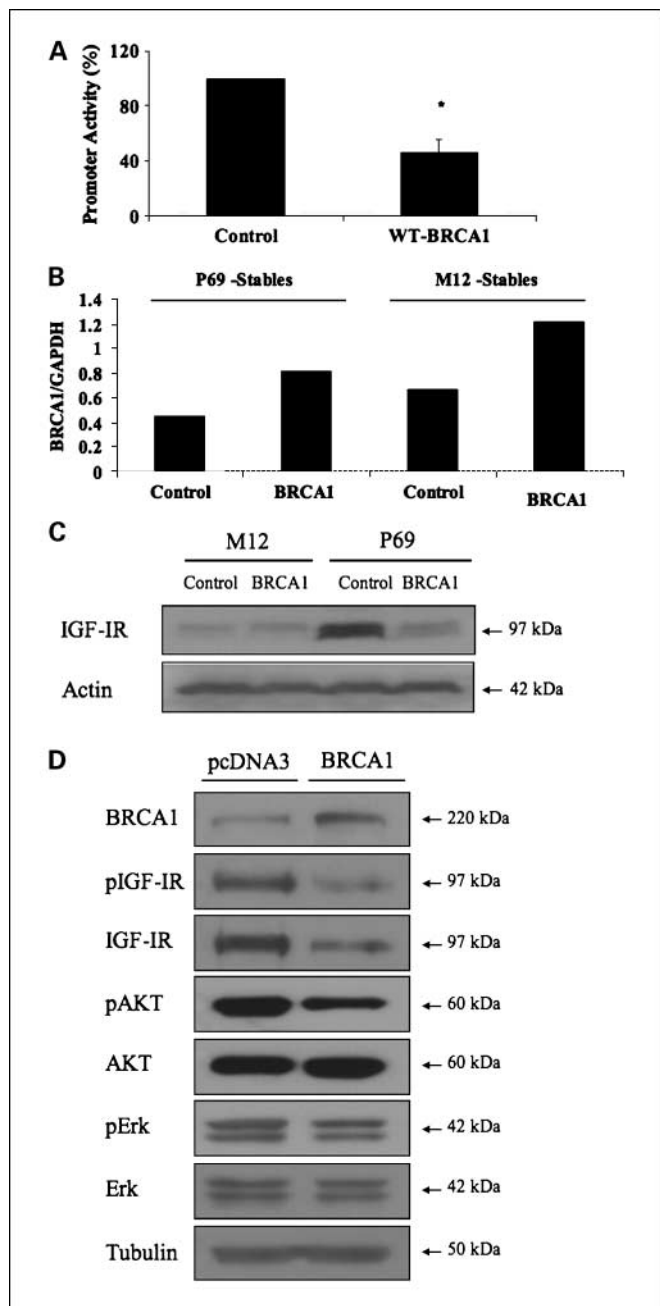 A
Promoter Activity (%)
120
80
40
0
*
Control WT-BRCA1
B
P69 -Stables M12 -Stables
BRCA1/GAPDH
1.4
1.2
1
0.8
0.6
0.4
0.2
0
Control BRCA1 Control BRCA1
C
M12 P69
Control BRCA1 Control BRCA1
IGF-IR ← 97 kDa
Actin ← 42 kDa
D
pcDNA3 BRCA1
BRCA1 ← 220 kDa
pIGF-IR ← 97 kDa
IGF-IR ← 97 kDa
pAKT ← 60 kDa
AKT ← 60 kDa
pErk ← 42 kDa
Erk ← 42 kDa
Tubulin ← 50 kDa